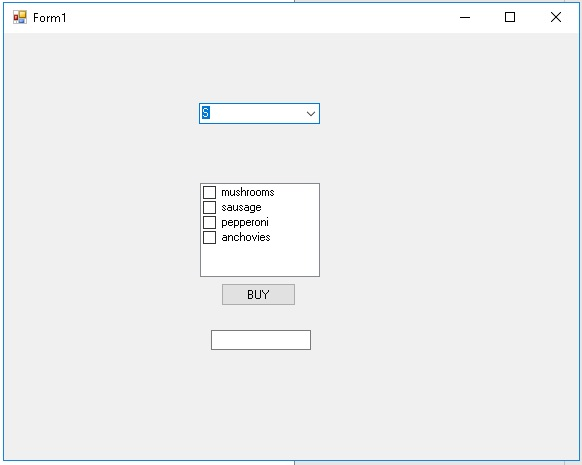 Form1
S
mushrooms
sausage
pepperoni
anchovies
BUY